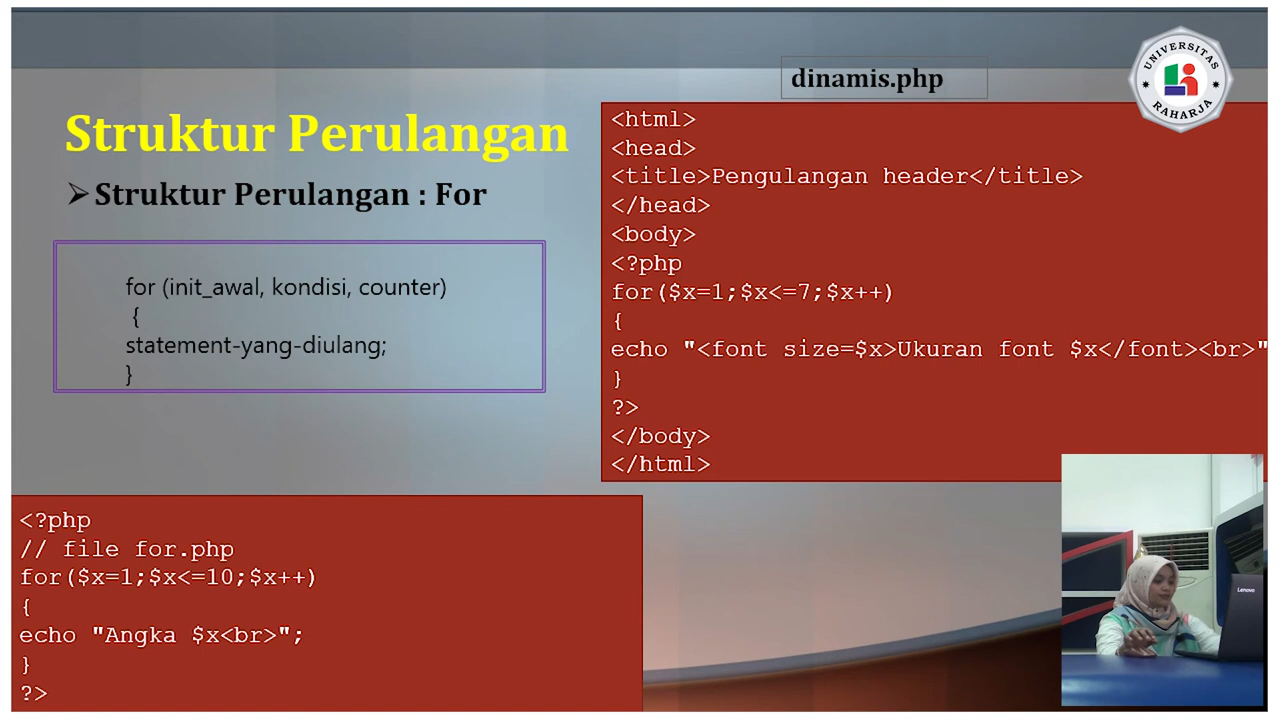 dinamis.php
UNIVERSITAS
RAHARJA
Struktur Perulangan
Struktur Perulangan : For
for (init_awal, kondisi, counter)
{
statement-yang-diulang;
}
<html>
<head>
<title>Pengulangan header</title>
</head>
<body>
<?php
for($x=1;$x<=7;$x++)
{
echo "<font size=$x>Ukuran font $x</font><br>"
}
?>
</body>
</html>
<?php
// file for.php
for($x=1;$x<=10;$x++)
{
echo "Angka $x<br>";
}
?>
Lenovo